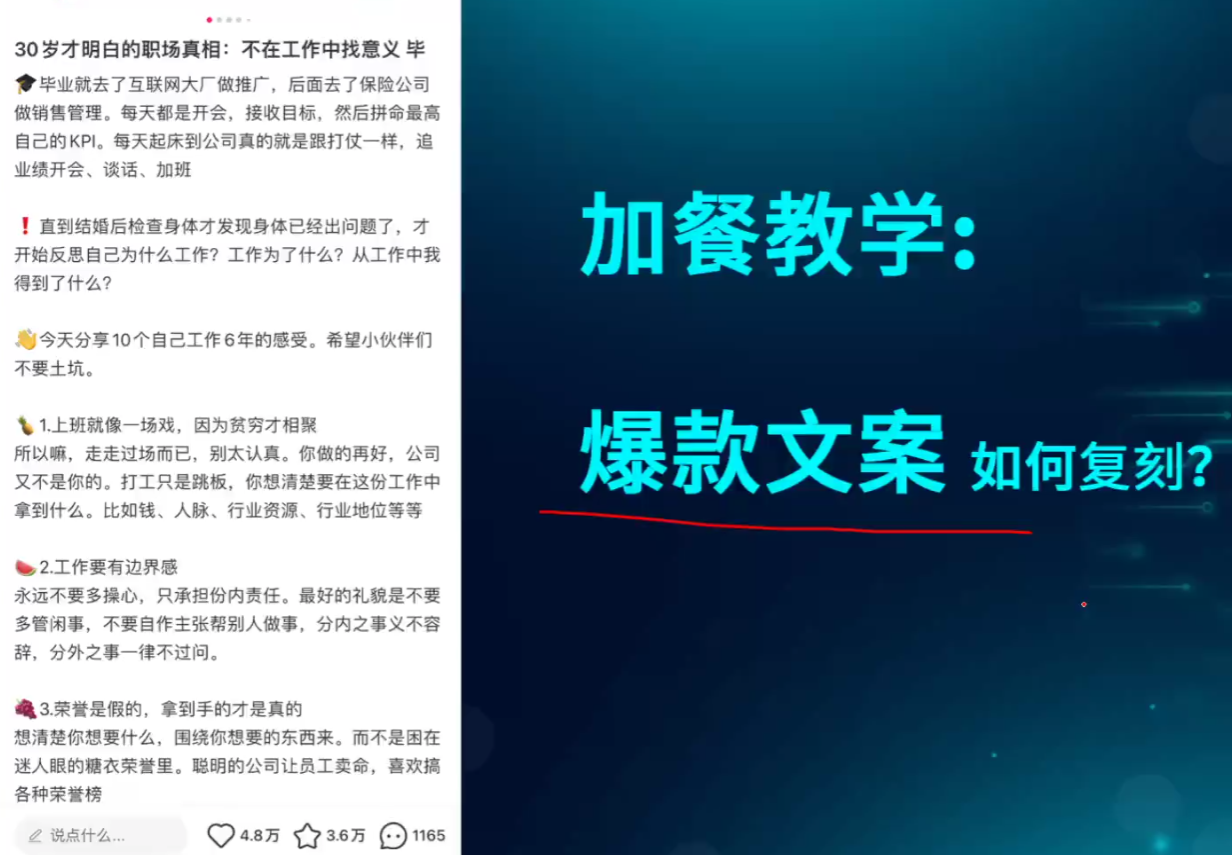 30岁才明白的职场真相：不在工作中找意义 毕
🎓毕业就去了互联网大厂做推广，后面去了保险公司
做销售管理。每天都是开会，接收目标，然后拼命最高
自己的KPI。每天起床到公司真的就是跟打仗一样，追
业绩开会、谈话、加班
❗直到结婚后检查身体才发现身体已经出问题了，才
开始反思自己为什么工作？工作为了什么？从工作中我
得到了什么？
👋今天分享10个自己工作6年的感受。希望小伙伴们
不要土坑。
🍍1.上班就像一场戏，因为贫穷才相聚
所以嘛，走走过场而已，别太认真。你做的再好，公司
又不是你的。打工只是跳板，你想清楚要在这份工作中
拿到什么。比如钱、人脉、行业资源、行业地位等等
🍉2.工作要有边界感
永远不要多操心，只承担份内责任。最好的礼貌是不要
多管闲事，不要自作主张帮别人做事，分内之事义不容
辞，分外之事一律不过问。
🍇3.荣誉是假的，拿到手的才是真的
想清楚你想要什么，围绕你想要的东西来。而不是困在
迷人眼的糖衣荣誉里。聪明的公司让员工卖命，喜欢搞
各种荣誉榜
说点什么... 4.8万 3.6万 1165
加餐教学:
爆款文案 如何复刻？